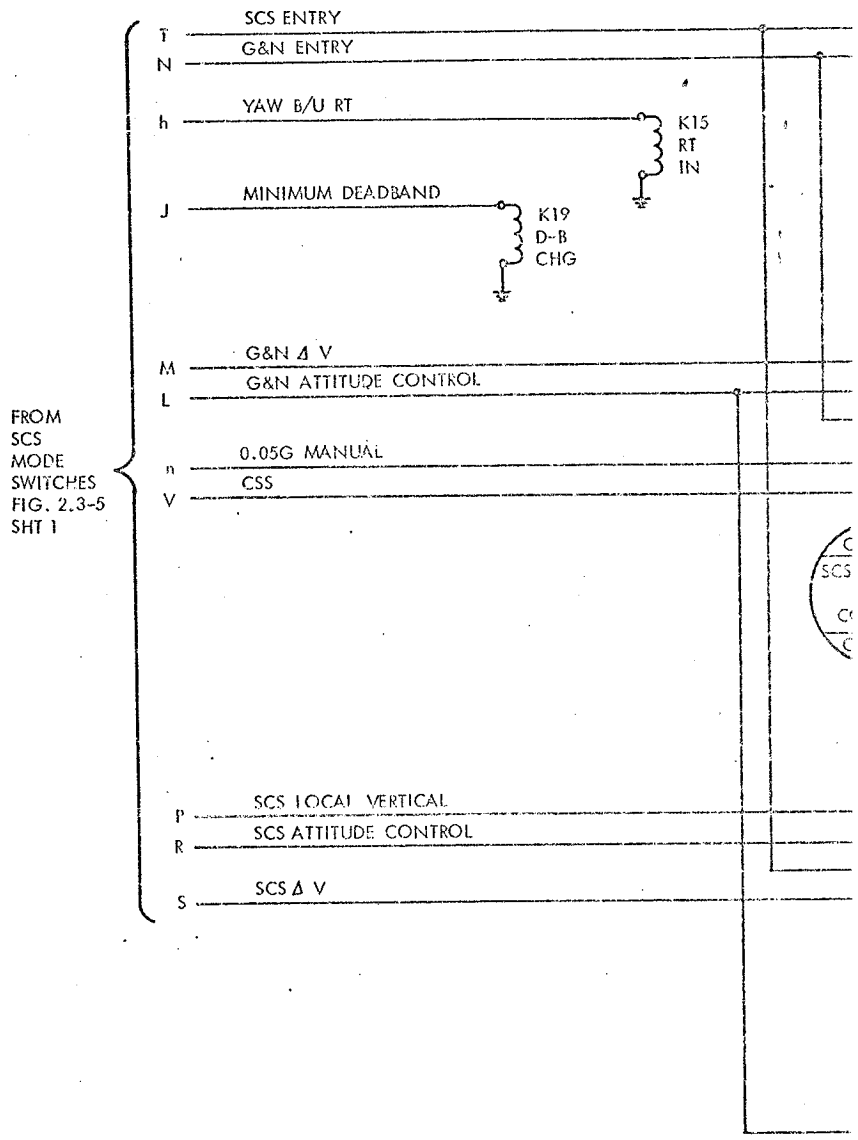 T SCS ENTRY
N G&N ENTRY
h YAW B/U RT
K15
RT
IN
J MINIMUM DEADBAND
K19
D-B
CHG
M G&N Δ V
L G&N ATTITUDE CONTROL
FROM
SCS
MODE
SWITCHES
FIG. 2.3-5
SHT 1
n 0.05G MANUAL
V CSS
C
SCS
C
P SCS LOCAL VERTICAL
R SCS ATTITUDE CONTROL
S SCS Δ V